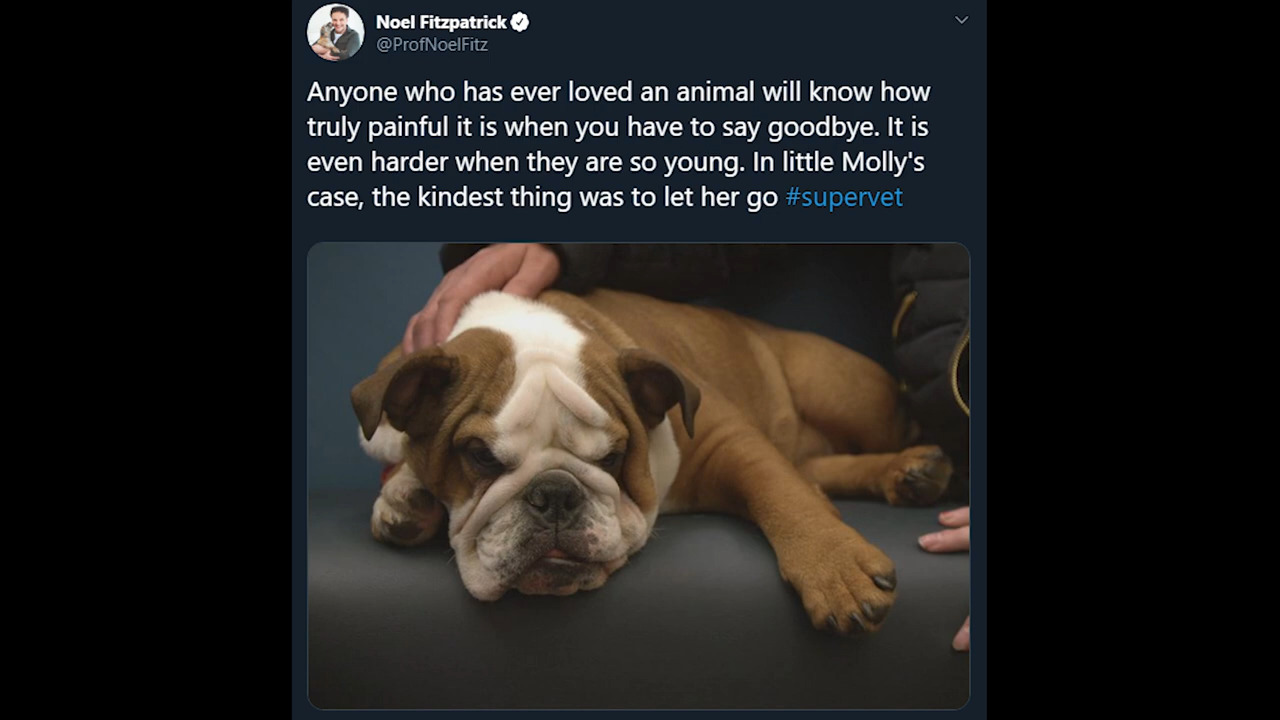 Noel Fitzpatrick
@ProfNoelFitz
Anyone who has ever loved an animal will know how
truly painful it is when you have to say goodbye. It is
even harder when they are so young. In little Molly's
case, the kindest thing was to let her go #supervet